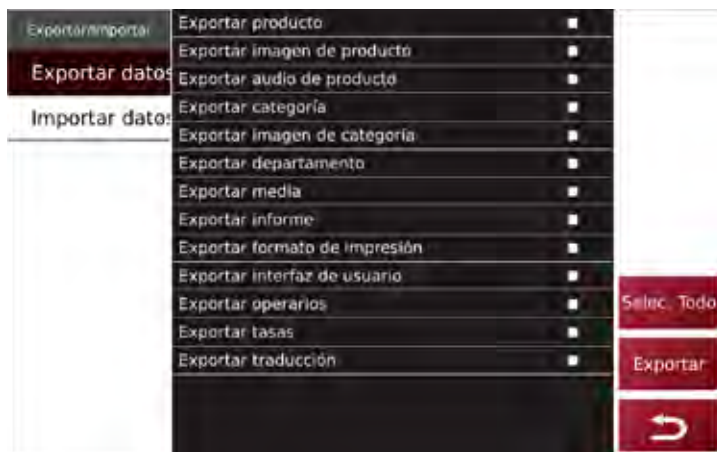 Exportar/Importar
Exportar datos
Importar datos
Exportar producto
Exportar imagen de producto
Exportar audio de producto
Exportar categoría
Exportar imagen de categoría
Exportar departamento
Exportar media
Exportar informe
Exportar formato de impresión
Exportar interfaz de usuario
Exportar operarios
Exportar tasas
Exportar traducción
Selec. Todo
Exportar